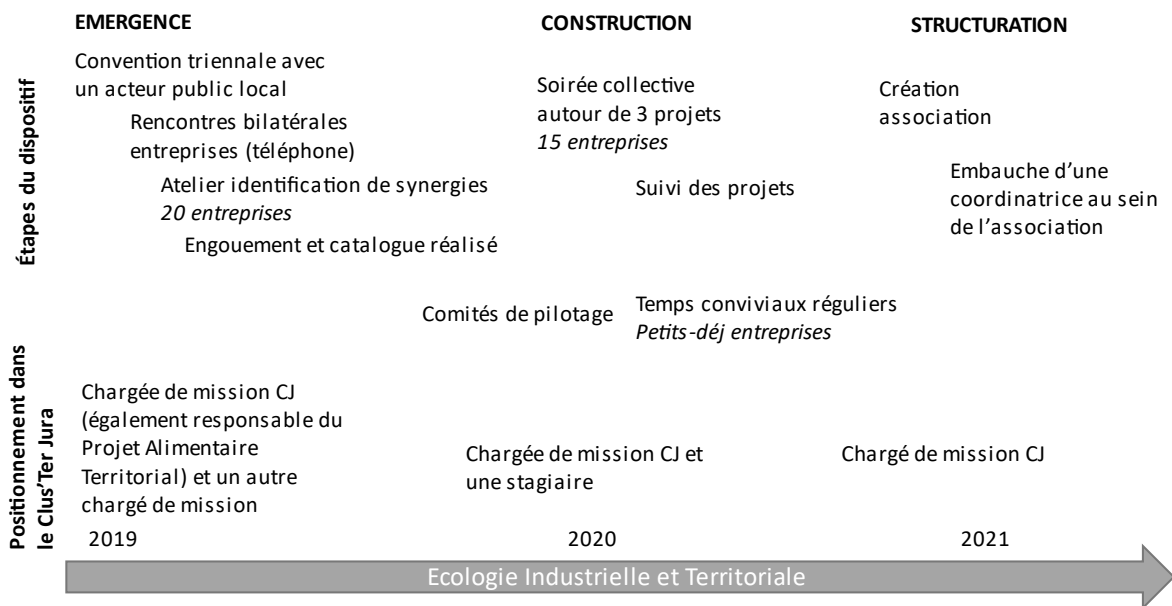 EMERGENCE
CONSTRUCTION
STRUCTURATION
Étapes du dispositif
Convention triennale avec
un acteur public local
Rencontres bilatérales
entreprises (téléphone)
Atelier identification de synergies
20 entreprises
Engouement et catalogue réalisé
Soirée collective
autour de 3 projets
15 entreprises
Suivi des projets
Création
association
Embauche d'une
coordinatrice au sein
de l'association
Comités de pilotage
Temps conviviaux réguliers
Petits-déj entreprises
Positionnement dans
le Clus'Ter Jura
Chargée de mission CJ
(également responsable du
Projet Alimentaire
Territorial) et un autre
chargé de mission
Chargée de mission CJ et
une stagiaire
Chargé de mission CJ
2019
2020
2021
Ecologie Industrielle et Territoriale